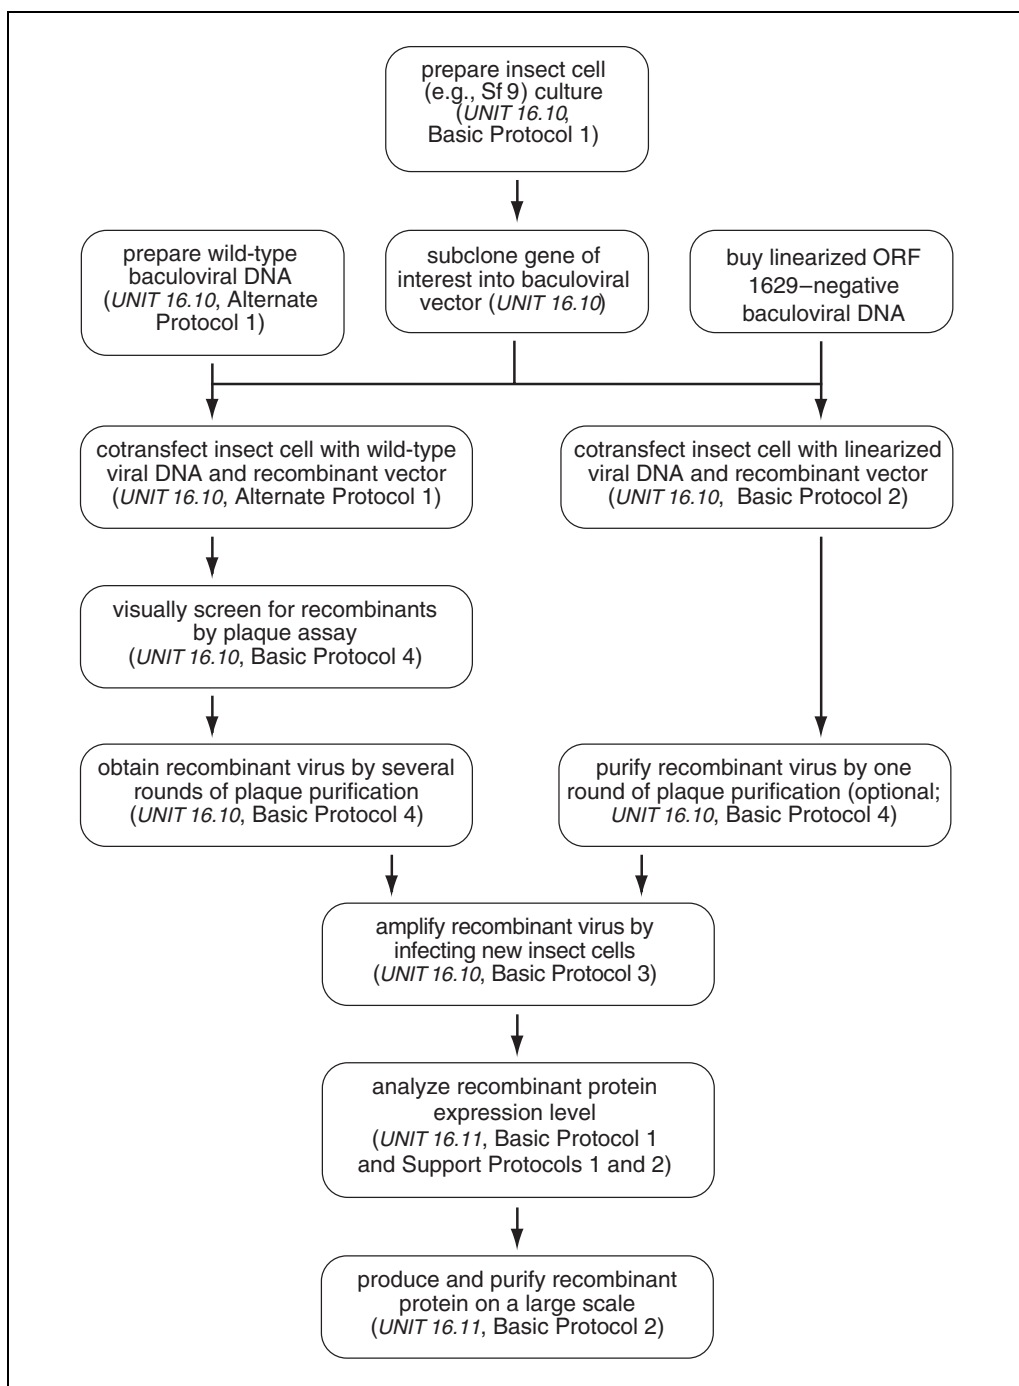 prepare insect cell
(e.g., Sf 9) culture
(UNIT 16.10,
Basic Protocol 1)
prepare wild-type
baculoviral DNA
(UNIT 16.10, Alternate
Protocol 1)
subclone gene of
interest into baculoviral
vector (UNIT 16.10)
buy linearized ORF
1629–negative
baculoviral DNA
cotransfect insect cell with wild-type
viral DNA and recombinant vector
(UNIT 16.10, Alternate Protocol 1)
cotransfect insect cell with linearized
viral DNA and recombinant vector
(UNIT 16.10, Basic Protocol 2)
visually screen for recombinants
by plaque assay
(UNIT 16.10, Basic Protocol 4)
obtain recombinant virus by several
rounds of plaque purification
(UNIT 16.10, Basic Protocol 4)
purify recombinant virus by one
round of plaque purification (optional;
UNIT 16.10, Basic Protocol 4)
amplify recombinant virus by
infecting new insect cells
(UNIT 16.10, Basic Protocol 3)
analyze recombinant protein
expression level
(UNIT 16.11, Basic Protocol 1
and Support Protocols 1 and 2)
produce and purify recombinant
protein on a large scale
(UNIT 16.11, Basic Protocol 2)